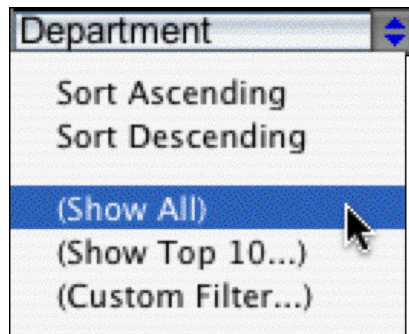 Department
Sort Ascending
Sort Descending
(Show All)
(Show Top 10...)
(Custom Filter...)